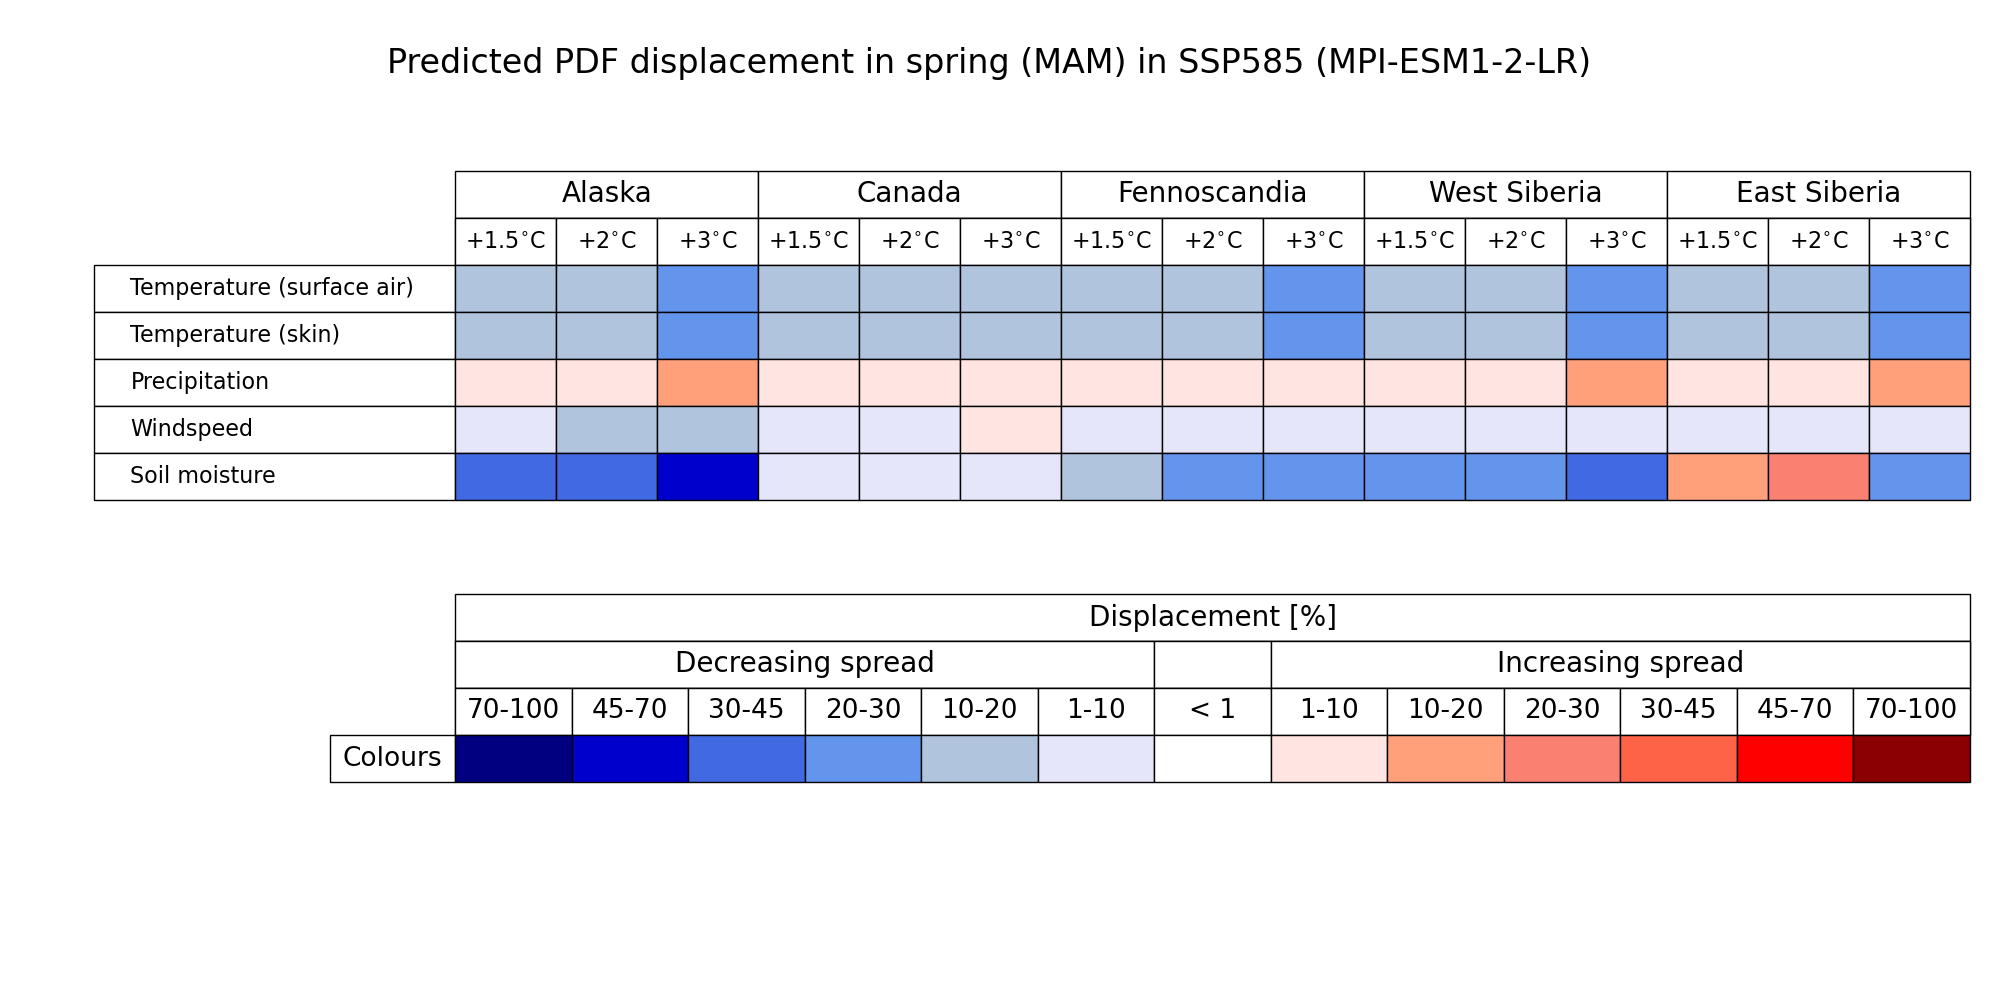 Predicted PDF displacement in spring (MAM) in SSP585 (MPI-ESM1-2-LR)
Alaska Canada Fennoscandia West Siberia East Siberia
+1.5°C +2°C +3°C +1.5°C +2°C +3°C +1.5°C +2°C +3°C +1.5°C +2°C +3°C +1.5°C +2°C +3°C
Temperature (surface air)
Temperature (skin)
Precipitation
Windspeed
Soil moisture
Displacement [%]
Decreasing spread Increasing spread
70-100 45-70 30-45 20-30 10-20 1-10 < 1 1-10 10-20 20-30 30-45 45-70 70-100
Colours